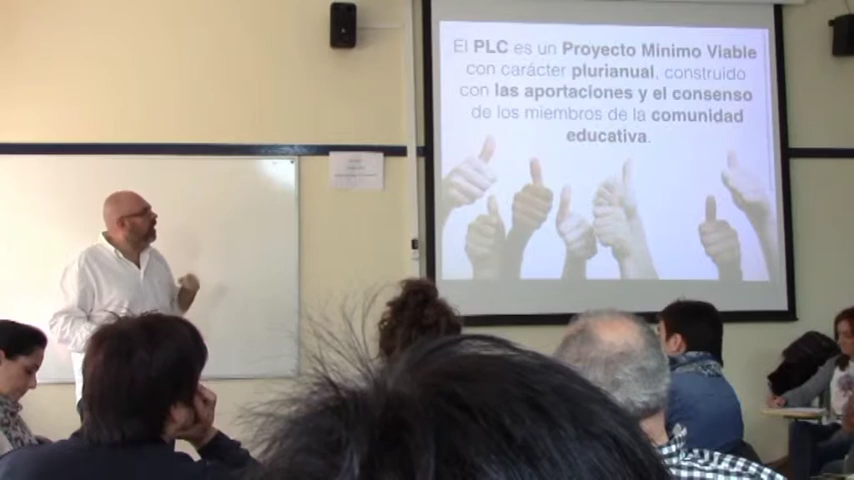 El PLC es un Proyecto Mínimo Viable
con carácter plurianual, construido
con las aportaciones y el consenso
de los miembros de la comunidad
educativa.